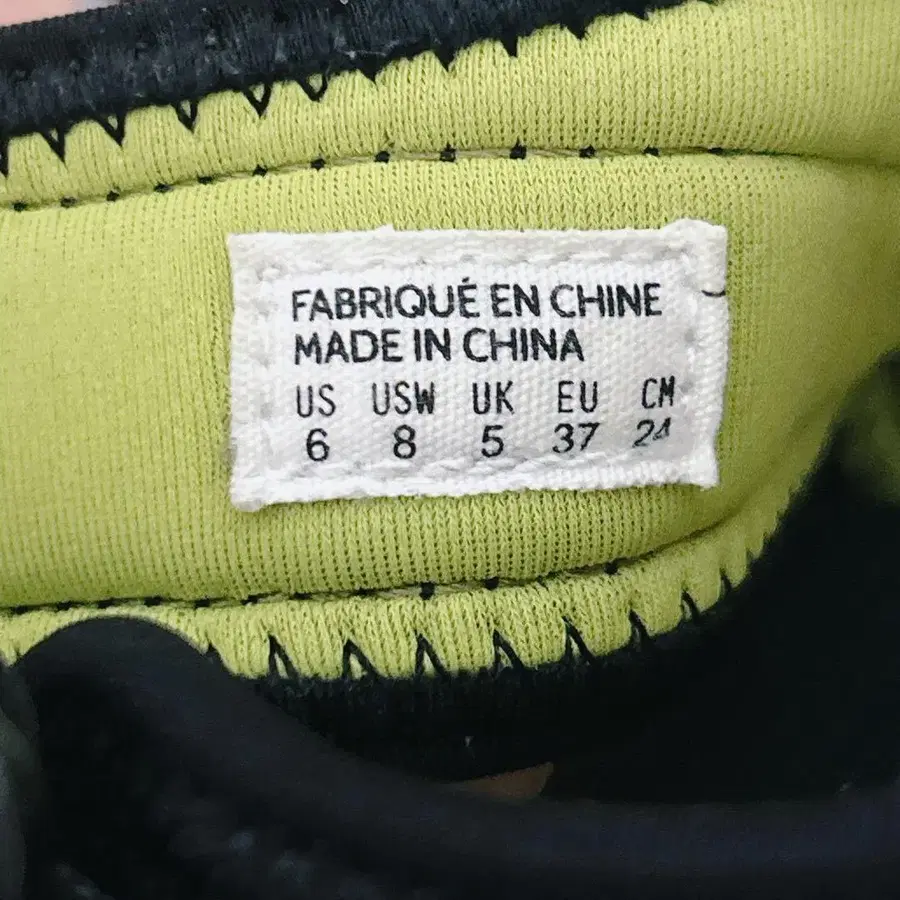 FABRIQUÉ EN CHINE
MADE IN CHINA
US USW UK EU CM
6 8 5 37 24